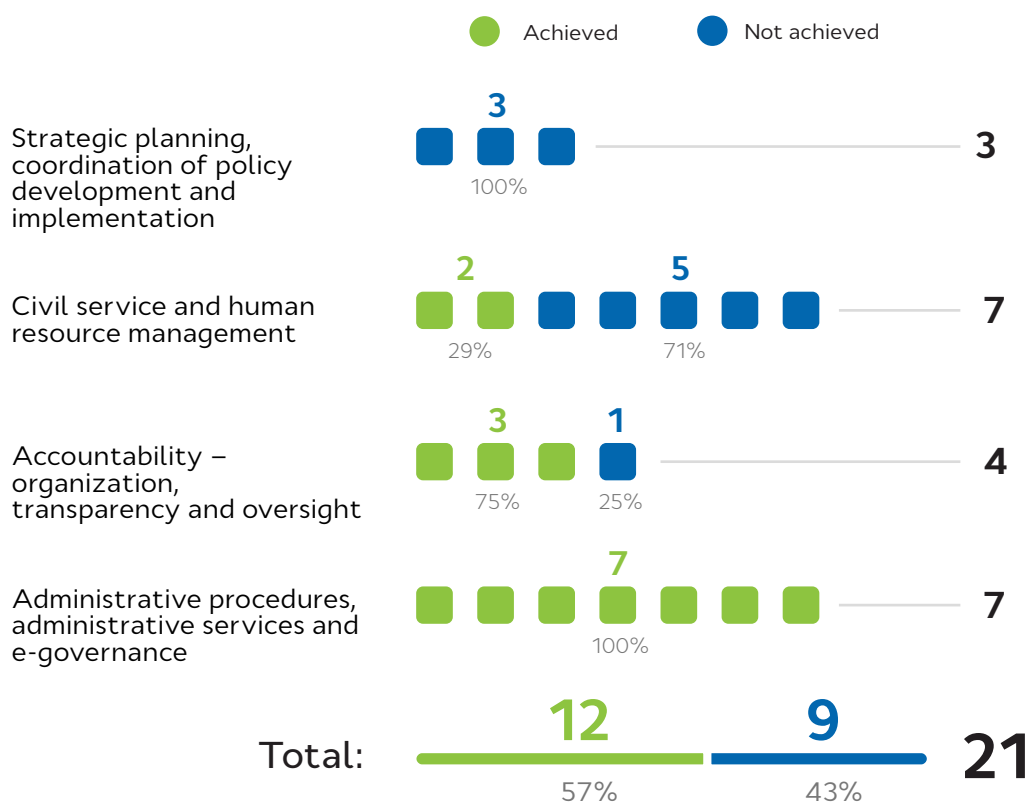 Achieved
Not achieved
Strategic planning,
coordination of policy
development and
implementation
3
100%
3
Civil service and human
resource management
2
5
29%
71%
7
Accountability –
organization,
transparency and oversight
3
1
75%
25%
4
Administrative procedures,
administrative services and
e-governance
7
100%
7
Total:
12
9
57%
43%
21